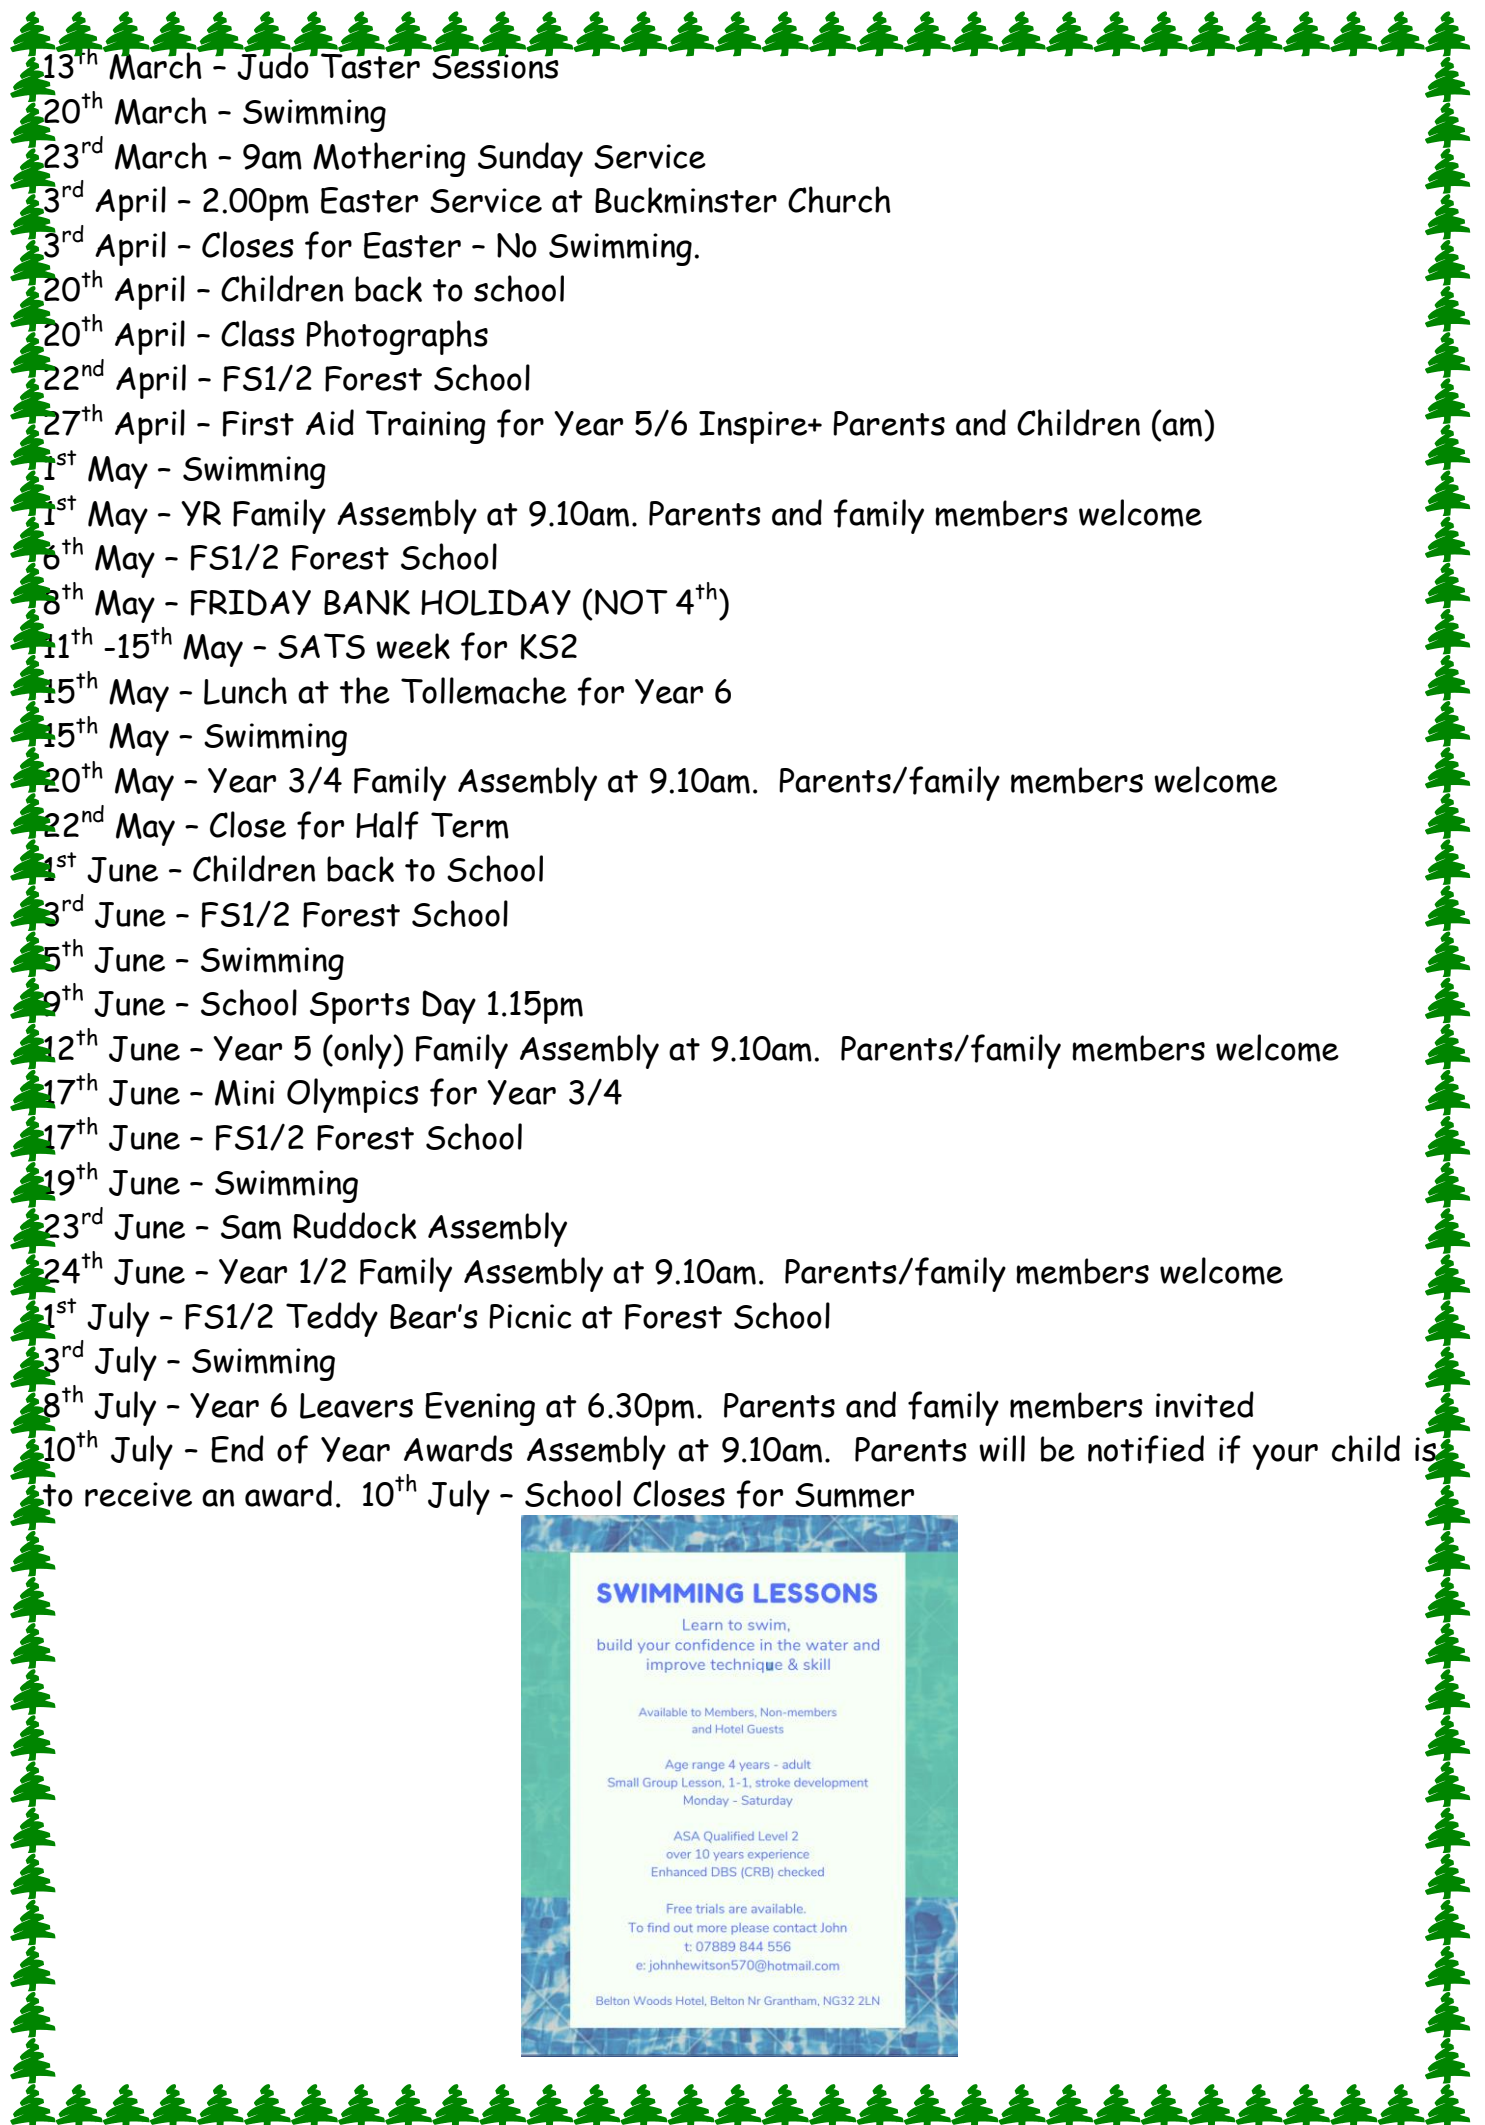 13th March – Judo Taster Sessions
20th March – Swimming
23rd March – 9am Mothering Sunday Service
3rd April – 2.00pm Easter Service at Buckminster Church
3rd April – Closes for Easter – No Swimming.
20th April – Children back to school
20th April – Class Photographs
22nd April – FS1/2 Forest School
27th April – First Aid Training for Year 5/6 Inspire+ Parents and Children (am)
1st May – Swimming
1st May – YR Family Assembly at 9.10am. Parents and family members welcome
6th May – FS1/2 Forest School
8th May – FRIDAY BANK HOLIDAY (NOT 4th)
11th -15th May – SATS week for KS2
15th May – Lunch at the Tollemache for Year 6
15th May – Swimming
20th May – Year 3/4 Family Assembly at 9.10am.  Parents/family members welcome
22nd May – Close for Half Term
1st June – Children back to School
3rd June – FS1/2 Forest School
5th June – Swimming
9th June – School Sports Day 1.15pm
12th June – Year 5 (only) Family Assembly at 9.10am.  Parents/family members welcome
17th June – Mini Olympics for Year 3/4
17th June – FS1/2 Forest School
19th June – Swimming
23rd June – Sam Ruddock Assembly
24th June – Year 1/2 Family Assembly at 9.10am.  Parents/family members welcome
1st July – FS1/2 Teddy Bear’s Picnic at Forest School
3rd July – Swimming
8th July – Year 6 Leavers Evening at 6.30pm.  Parents and family members invited
10th July – End of Year Awards Assembly at 9.10am.  Parents will be notified if your child is
to receive an award.  10th July – School Closes for Summer
SWIMMING LESSONS
Learn to swim,
build your confidence in the water and
improve technique & skill
Available to Members, Non-members
and Hotel Guests
Age range 4 years - adult
Small Group Lesson, 1-1, stroke development
Monday - Saturday
ASA Qualified Level 2
over 10 years experience
Enhanced DBS (CRB) checked
Free trials are available.
To find out more please contact John
t: 07889 844 556
e: johnhewitson570@hotmail.com
Belton Woods Hotel, Belton Nr Grantham, NG32 2LN